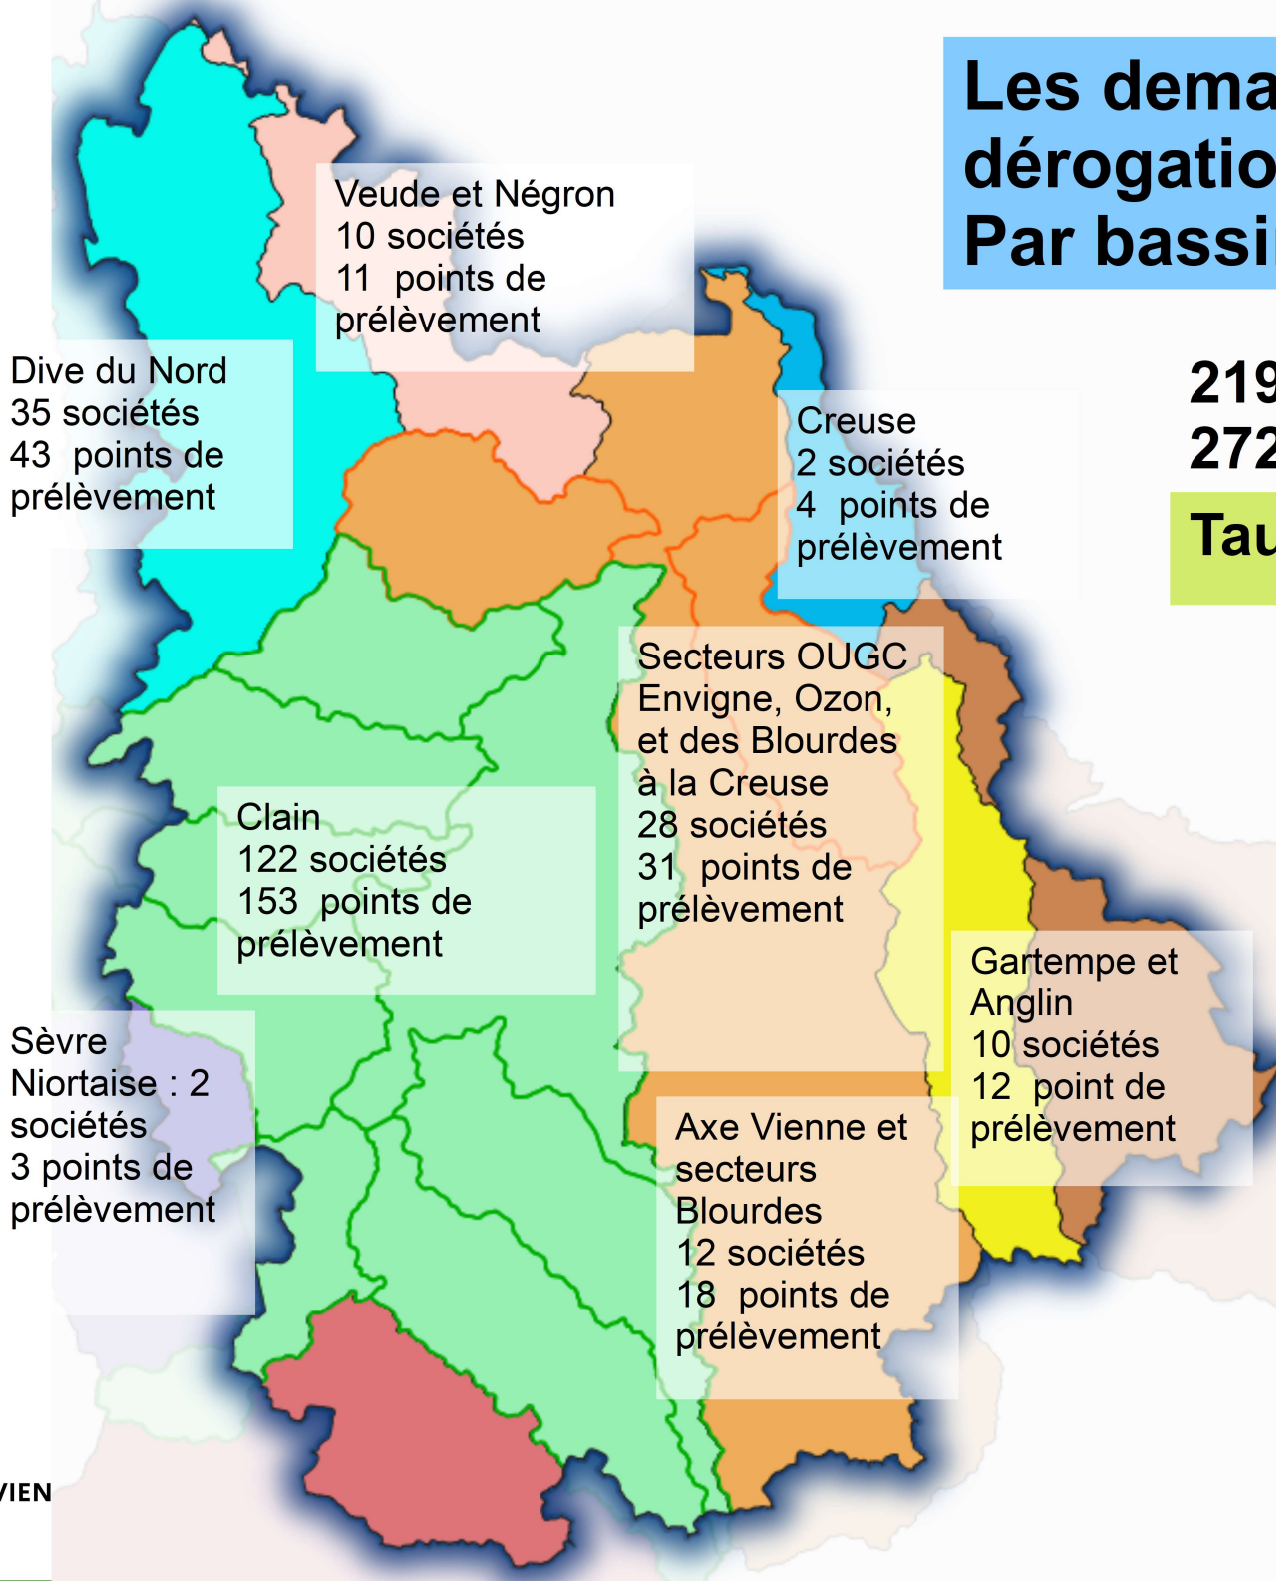 Les dema
dérogatio
Par bassi
Veude et Négron
10 sociétés
11 points de
prélèvement
Dive du Nord
35 sociétés
43 points de
prélèvement
219
272
Tau
Creuse
2 sociétés
4 points de
prélèvement
Secteurs OUGC
Envigne, Ozon,
et des Blourdes
à la Creuse
28 sociétés
31 points de
prélèvement
Clain
122 sociétés
153 points de
prélèvement
Gartempe et
Anglin
10 sociétés
12 point de
prélèvement
Sèvre
Niortaise : 2
sociétés
3 points de
prélèvement
Axe Vienne et
secteurs
Blourdes
12 sociétés
18 points de
prélèvement
VIEN